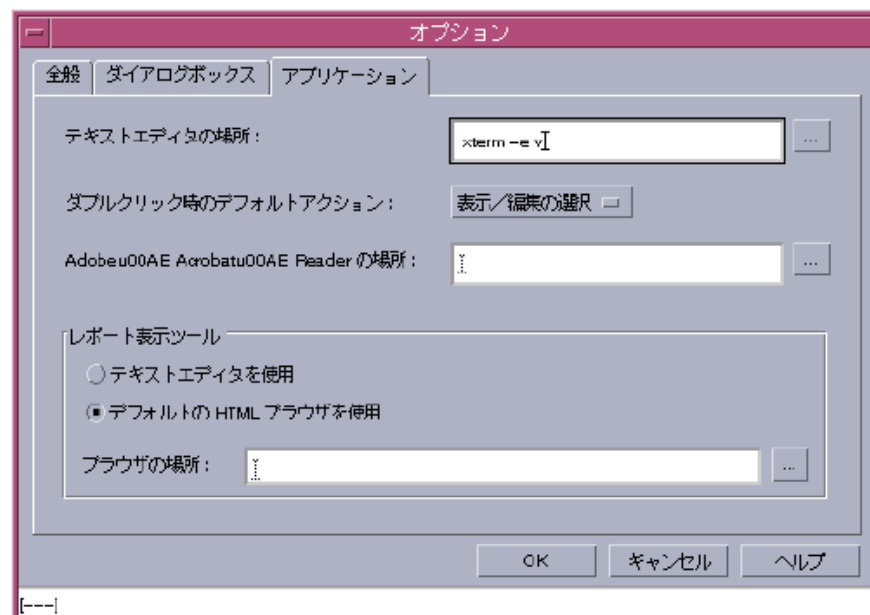 オプション
全般 ダイアログボックス アプリケーション
テキストエディタの場所： xterm -e v ...
ダブルクリック時のデフォルトアクション： 表示／編集の選択
Adobeu00AE Acrobatu00AE Reader の場所： ...
レポート表示ツール
テキストエディタを使用
デフォルトの HTML ブラウザを使用
ブラウザの場所： ...
OK キャンセル ヘルプ
[---]